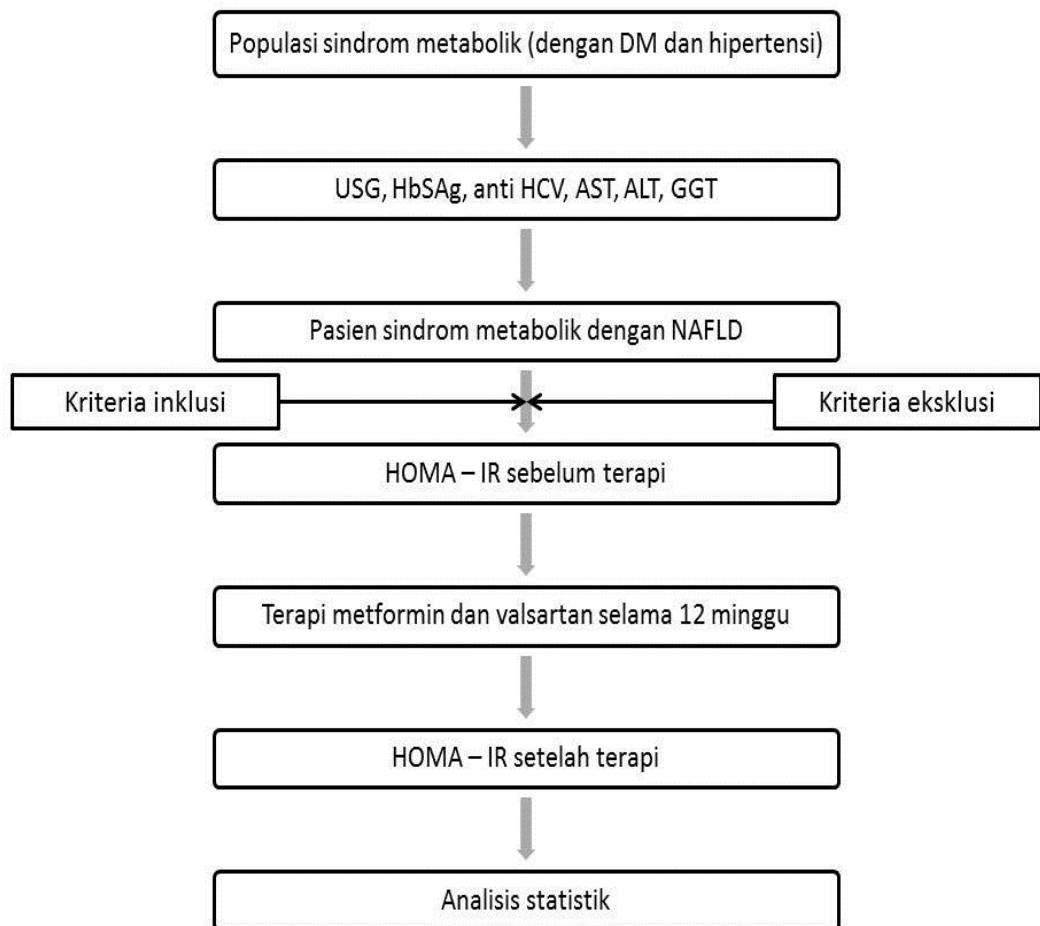 Populasi sindrom metabolik (dengan DM dan hipertensi)
USG, HbSAg, anti HCV, AST, ALT, GGT
Pasien sindrom metabolik dengan NAFLD
Kriteria inklusi
Kriteria eksklusi
HOMA – IR sebelum terapi
Terapi metformin dan valsartan selama 12 minggu
HOMA – IR setelah terapi
Analisis statistik